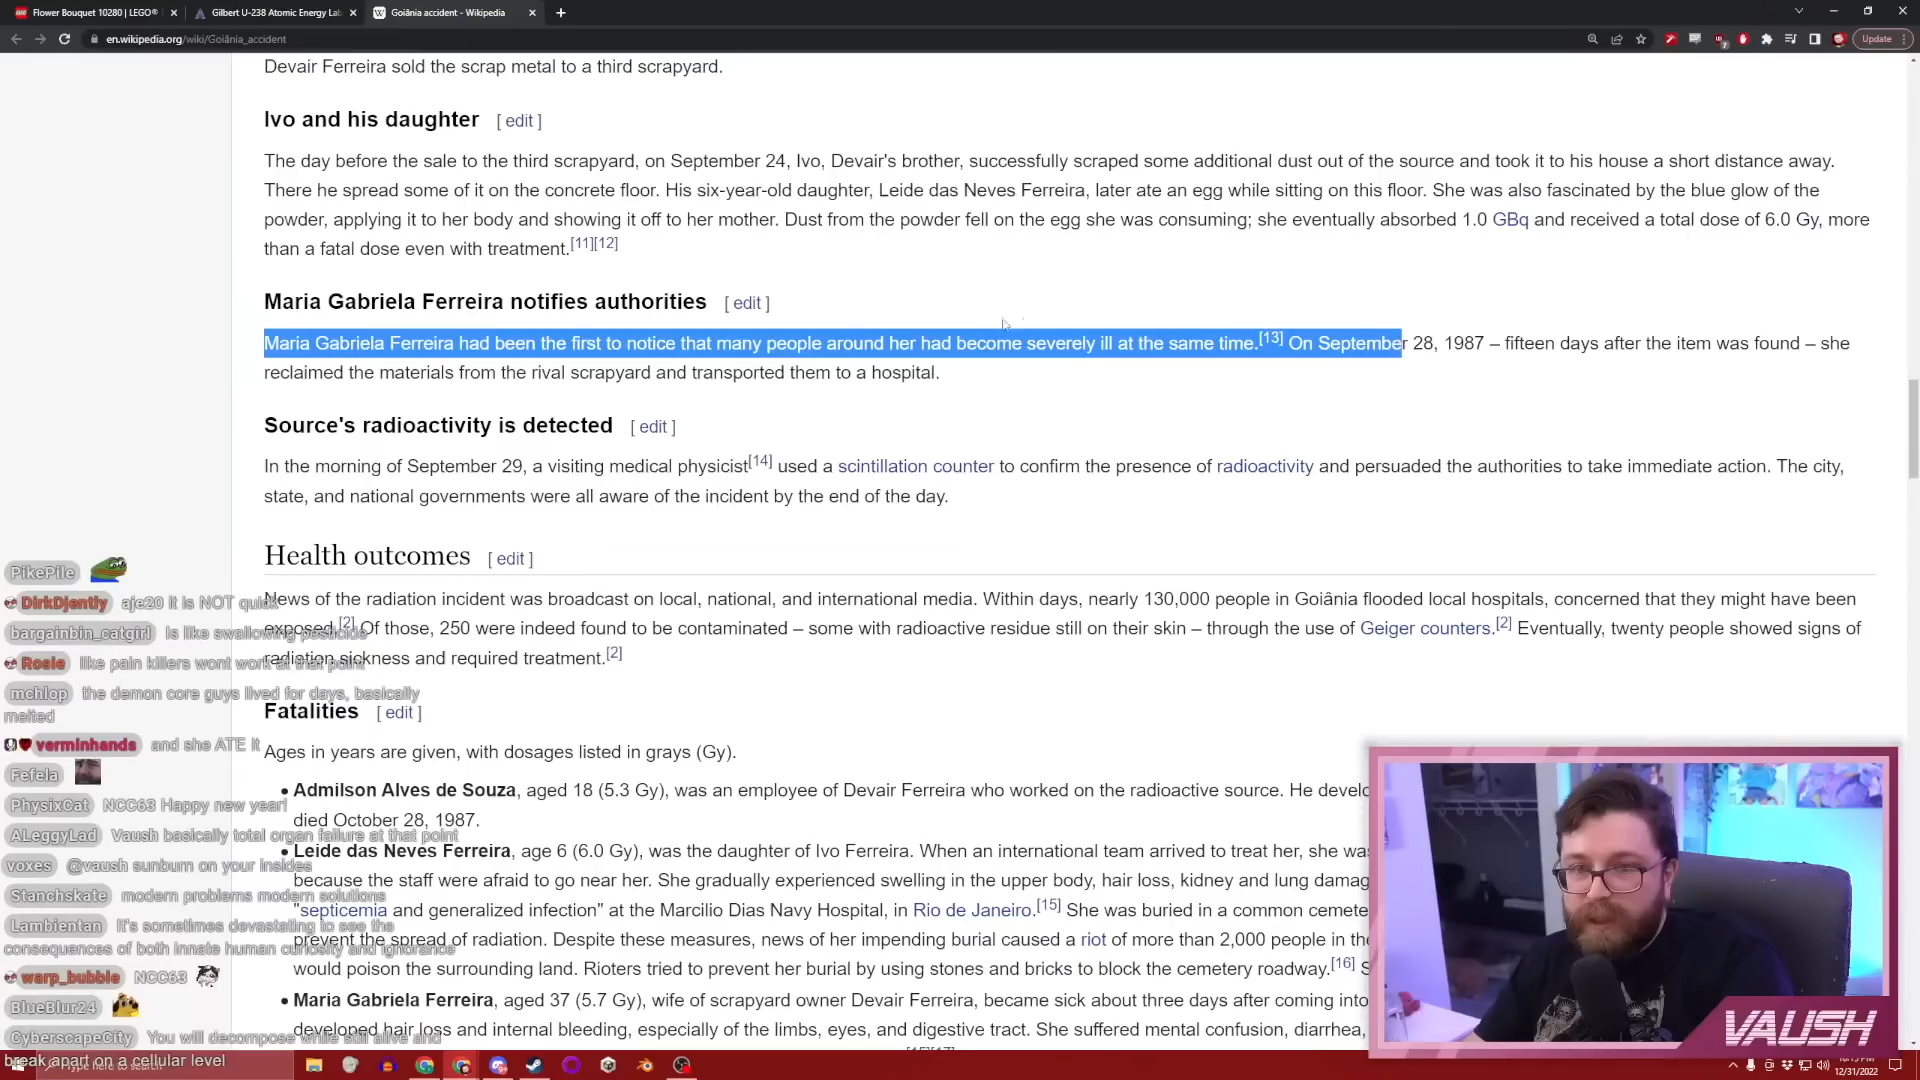 Flower Bouquet 10280 | LEGO®
Gilbert U-238 Atomic Energy Lab
Goiânia accident - Wikipedia
en.wikipedia.org/wiki/Goiânia_accident
Update
Devair Ferreira sold the scrap metal to a third scrapyard.
Ivo and his daughter [ edit ]
The day before the sale to the third scrapyard, on September 24, Ivo, Devair's brother, successfully scraped some additional dust out of the source and took it to his house a short distance away.
There he spread some of it on the concrete floor. His six-year-old daughter, Leide das Neves Ferreira, later ate an egg while sitting on this floor. She was also fascinated by the blue glow of the
powder, applying it to her body and showing it off to her mother. Dust from the powder fell on the egg she was consuming; she eventually absorbed 1.0 GBq and received a total dose of 6.0 Gy, more
than a fatal dose even with treatment.[11][12]
Maria Gabriela Ferreira notifies authorities [ edit ]
Maria Gabriela Ferreira had been the first to notice that many people around her had become severely ill at the same time.[13] On September 28, 1987 – fifteen days after the item was found – she
reclaimed the materials from the rival scrapyard and transported them to a hospital.
Source's radioactivity is detected [ edit ]
In the morning of September 29, a visiting medical physicist[14] used a scintillation counter to confirm the presence of radioactivity and persuaded the authorities to take immediate action. The city,
state, and national governments were all aware of the incident by the end of the day.
Health outcomes [ edit ]
News of the radiation incident was broadcast on local, national, and international media. Within days, nearly 130,000 people in Goiânia flooded local hospitals, concerned that they might have been
exposed.[2] Of those, 250 were indeed found to be contaminated – some with radioactive residue still on their skin – through the use of Geiger counters.[2] Eventually, twenty people showed signs of
radiation sickness and required treatment.[2]
Fatalities [ edit ]
Ages in years are given, with dosages listed in grays (Gy).
• Admilson Alves de Souza, aged 18 (5.3 Gy), was an employee of Devair Ferreira who worked on the radioactive source. He develo
died October 28, 1987.
• Leide das Neves Ferreira, age 6 (6.0 Gy), was the daughter of Ivo Ferreira. When an international team arrived to treat her, she was
because the staff were afraid to go near her. She gradually experienced swelling in the upper body, hair loss, kidney and lung damag
"septicemia and generalized infection" at the Marcilio Dias Navy Hospital, in Rio de Janeiro.[15] She was buried in a common cemete
prevent the spread of radiation. Despite these measures, news of her impending burial caused a riot of more than 2,000 people in the
would poison the surrounding land. Rioters tried to prevent her burial by using stones and bricks to block the cemetery roadway.[16] S
• Maria Gabriela Ferreira, aged 37 (5.7 Gy), wife of scrapyard owner Devair Ferreira, became sick about three days after coming into
developed hair loss and internal bleeding, especially of the limbs, eyes, and digestive tract. She suffered mental confusion, diarrhea,
PikePile
DirkDjently aje20 it is NOT quick
bargainbin_catgirl Is like swallowing pesticide
Rosie like pain killers wont work at that point
mchlop the demon core guys lived for days, basically
melted
verminhands and she ATE it
Fefela
PhysixCat NCC63 Happy new year!
ALeggyLad Vaush basically total organ failure at that point
voxes @vaush sunburn on your insides
Stanchskate modern problems modern solutions
Lambientan It's sometimes devastating to see the
consequences of both innate human curiosity and ignorance
warp_bubble NCC63
BlueBlur24
CyberscapeCity You will decompose while still alive and
break apart on a cellular level
VAUSH
12/31/2022